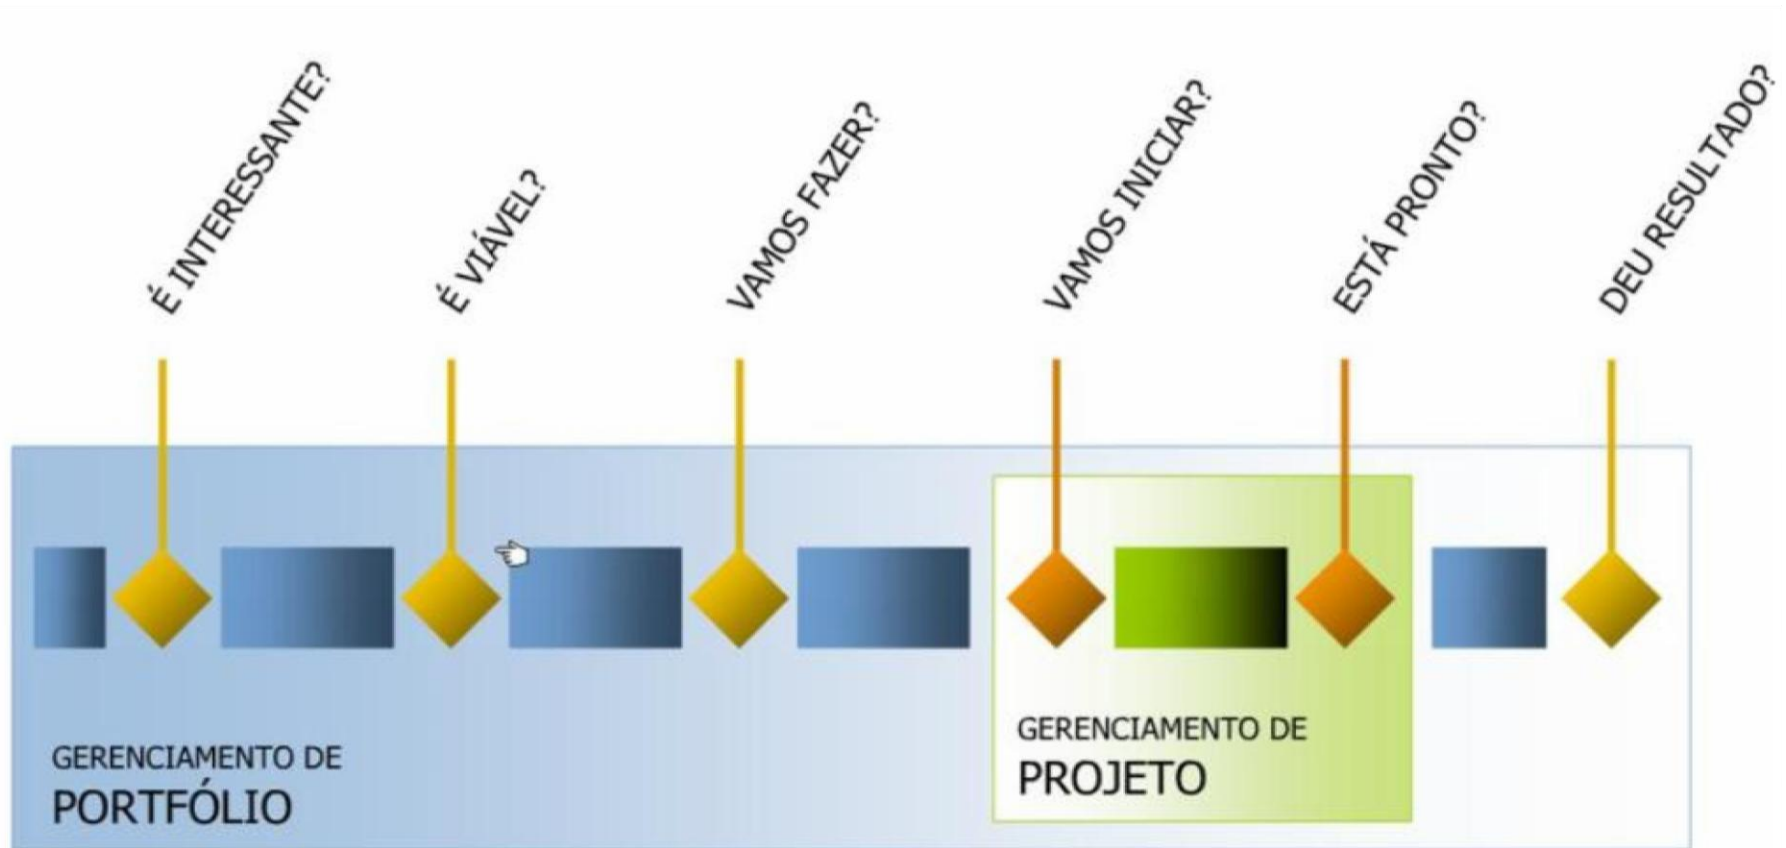 É INTERESSANTE?
É VIÁVEL?
VAMOS FAZER?
VAMOS INICIAR?
ESTÁ PRONTO?
DEU RESULTADO?
GERENCIAMENTO DE
PORTFÓLIO
GERENCIAMENTO DE
PROJETO